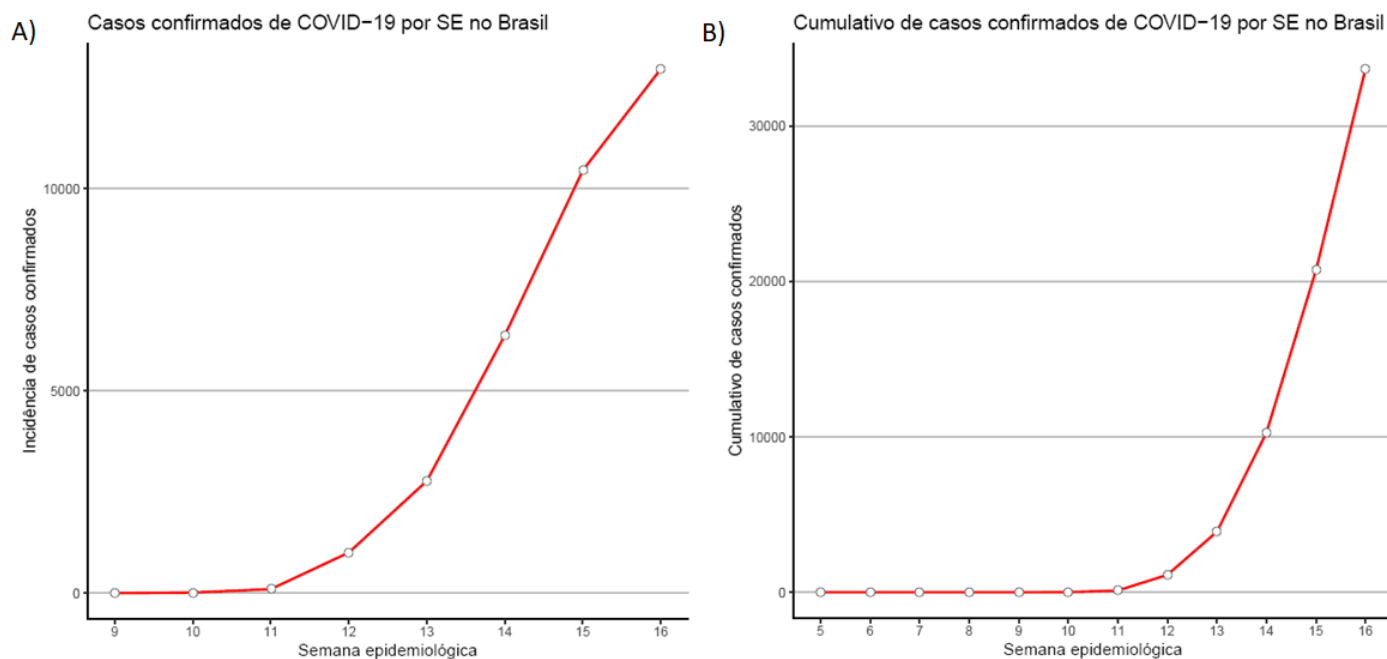 A)
Casos confirmados de COVID−19 por SE no Brasil
Incidência de casos confirmados
10000
5000
0
9 10 11 12 13 14 15 16
Semana epidemiológica
B)
Cumulativo de casos confirmados de COVID−19 por SE no Brasil
Cumulativo de casos confirmados
30000
20000
10000
0
5 6 7 8 9 10 11 12 13 14 15 16
Semana epidemiológica